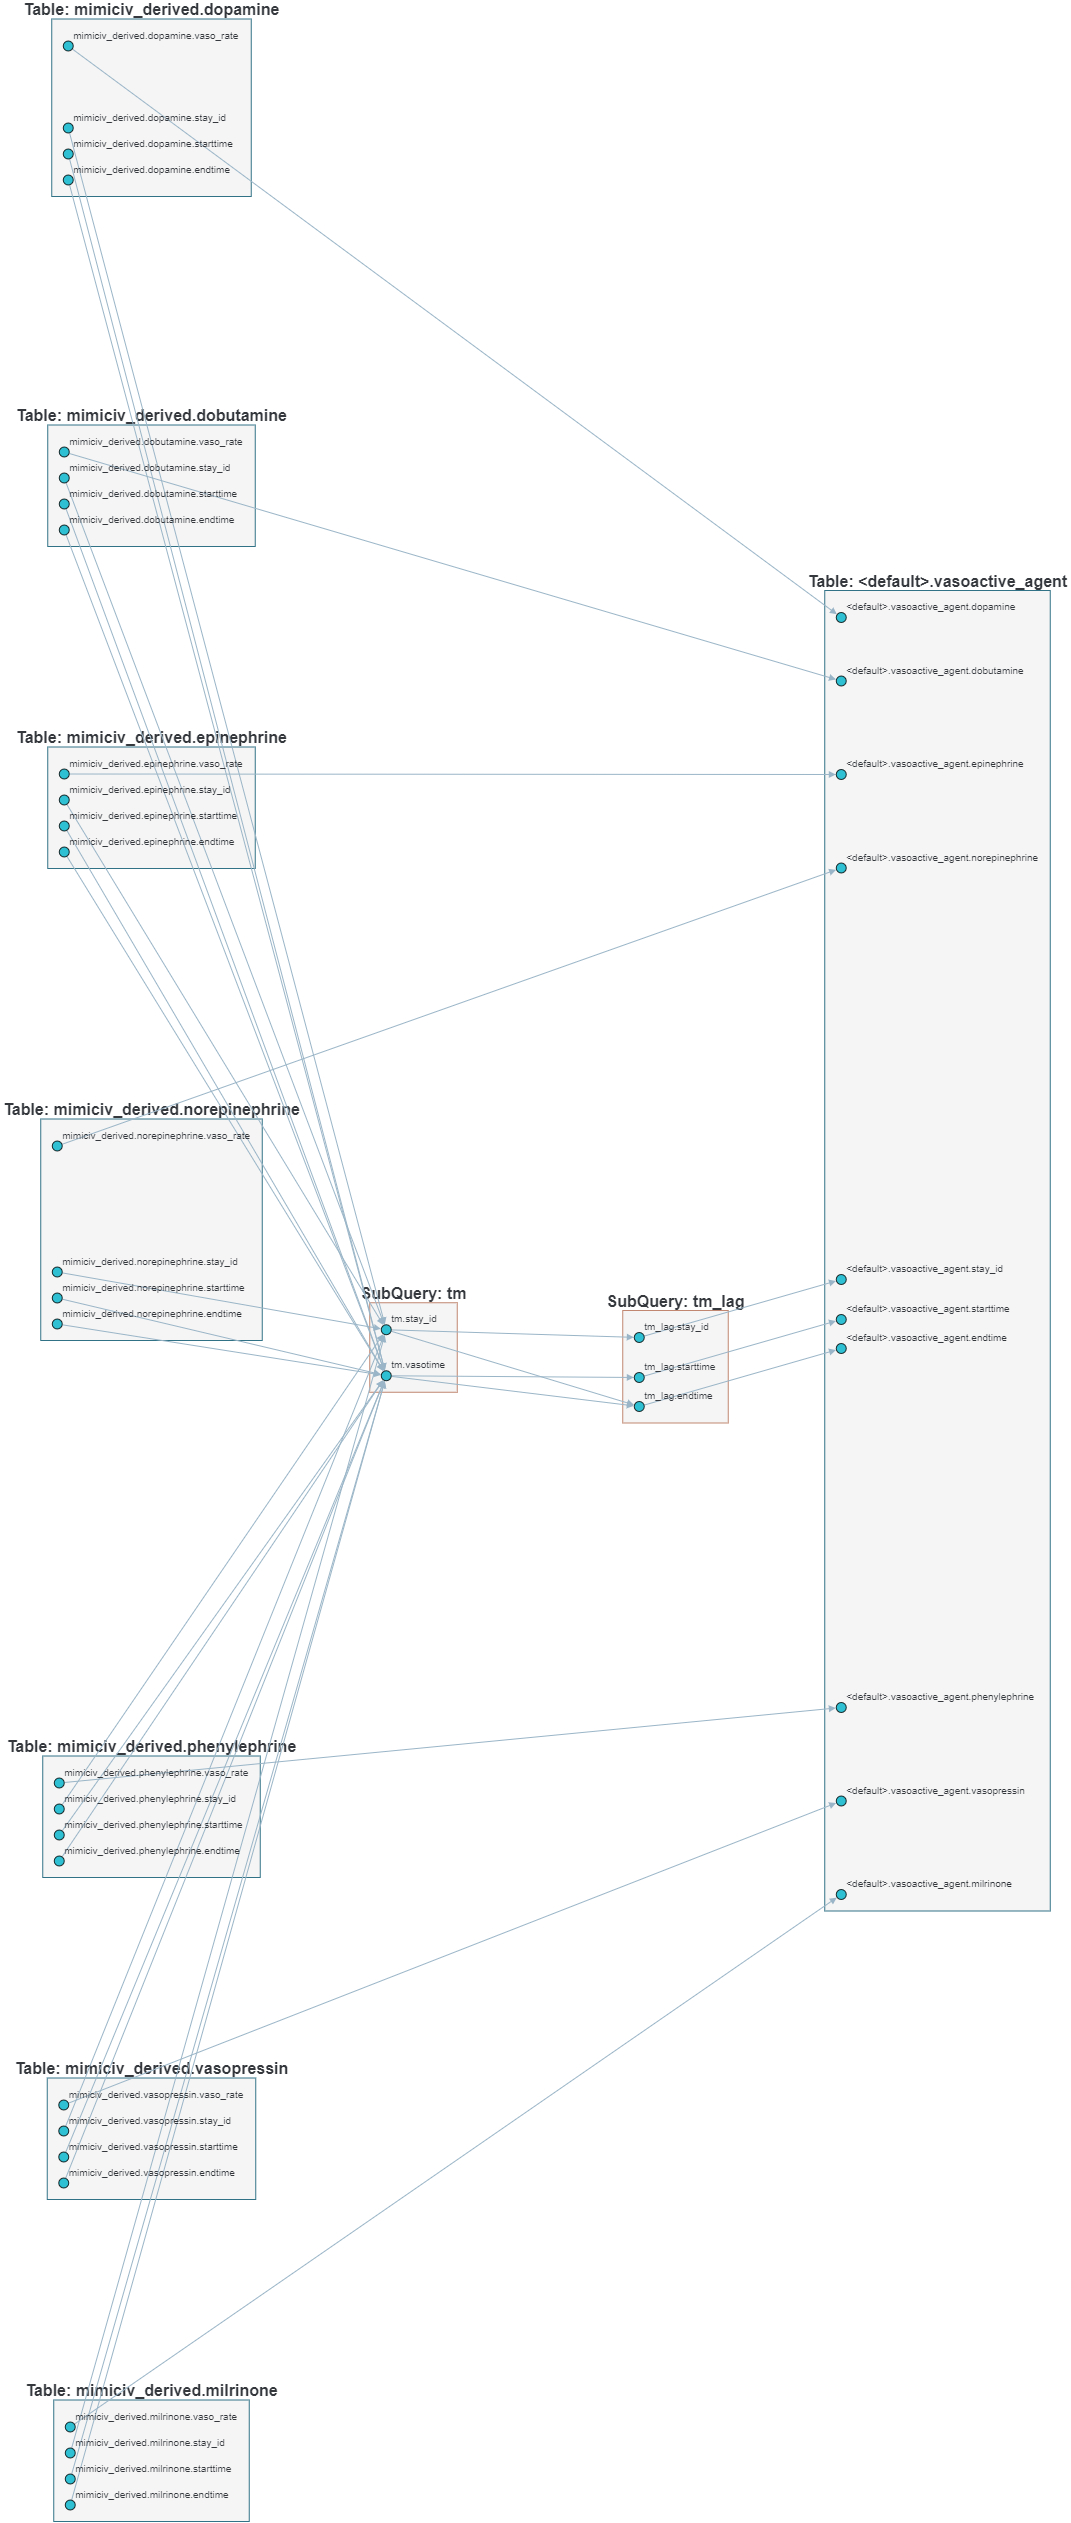 Table: mimiciv_derived.dopamine
mimiciv_derived.dopamine.vaso_rate
mimiciv_derived.dopamine.stay_id
mimiciv_derived.dopamine.starttime
mimiciv_derived.dopamine.endtime
Table: mimiciv_derived.dobutamine
mimiciv_derived.dobutamine.vaso_rate
mimiciv_derived.dobutamine.stay_id
mimiciv_derived.dobutamine.starttime
mimiciv_derived.dobutamine.endtime
Table: mimiciv_derived.epinephrine
mimiciv_derived.epinephrine.vaso_rate
mimiciv_derived.epinephrine.stay_id
mimiciv_derived.epinephrine.starttime
mimiciv_derived.epinephrine.endtime
Table: mimiciv_derived.norepinephrine
mimiciv_derived.norepinephrine.vaso_rate
mimiciv_derived.norepinephrine.stay_id
mimiciv_derived.norepinephrine.starttime
mimiciv_derived.norepinephrine.endtime
Table: mimiciv_derived.phenylephrine
mimiciv_derived.phenylephrine.vaso_rate
mimiciv_derived.phenylephrine.stay_id
mimiciv_derived.phenylephrine.starttime
mimiciv_derived.phenylephrine.endtime
Table: mimiciv_derived.vasopressin
mimiciv_derived.vasopressin.vaso_rate
mimiciv_derived.vasopressin.stay_id
mimiciv_derived.vasopressin.starttime
mimiciv_derived.vasopressin.endtime
Table: mimiciv_derived.milrinone
mimiciv_derived.milrinone.vaso_rate
mimiciv_derived.milrinone.stay_id
mimiciv_derived.milrinone.starttime
mimiciv_derived.milrinone.endtime
SubQuery: tm
tm.stay_id
tm.vasotime
SubQuery: tm_lag
tm_lag.stay_id
tm_lag.starttime
tm_lag.endtime
Table: <default>.vasoactive_agent
<default>.vasoactive_agent.dopamine
<default>.vasoactive_agent.dobutamine
<default>.vasoactive_agent.epinephrine
<default>.vasoactive_agent.norepinephrine
<default>.vasoactive_agent.stay_id
<default>.vasoactive_agent.starttime
<default>.vasoactive_agent.endtime
<default>.vasoactive_agent.phenylephrine
<default>.vasoactive_agent.vasopressin
<default>.vasoactive_agent.milrinone